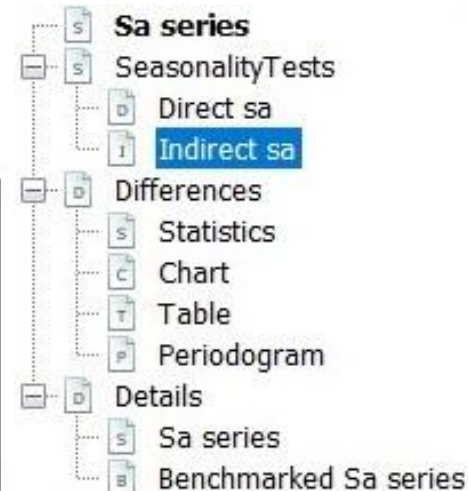 S Sa series
S SeasonalityTests
D Direct sa
I Indirect sa
D Differences
S Statistics
C Chart
T Table
P Periodogram
D Details
S Sa series
B Benchmarked Sa series